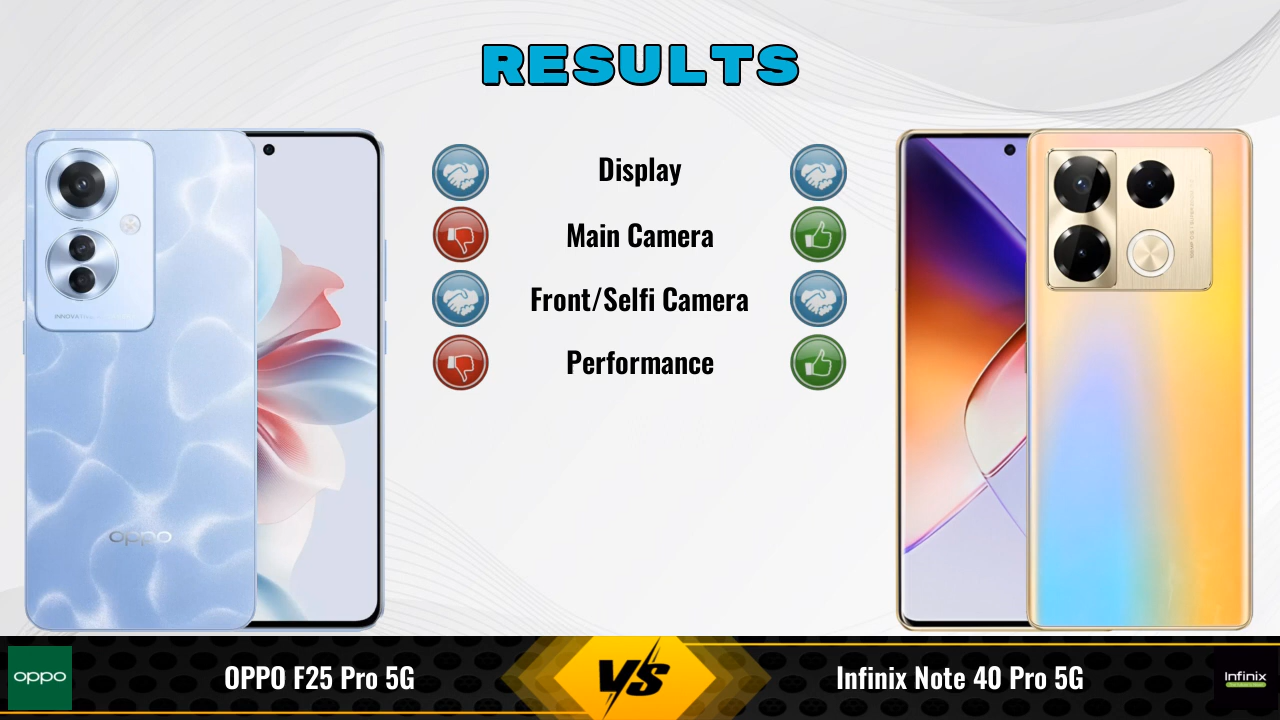 RESULTS
Display
Main Camera
Front/Selfi Camera
Performance
oppo
OPPO F25 Pro 5G
VS
Infinix Note 40 Pro 5G
oppo
Infinix